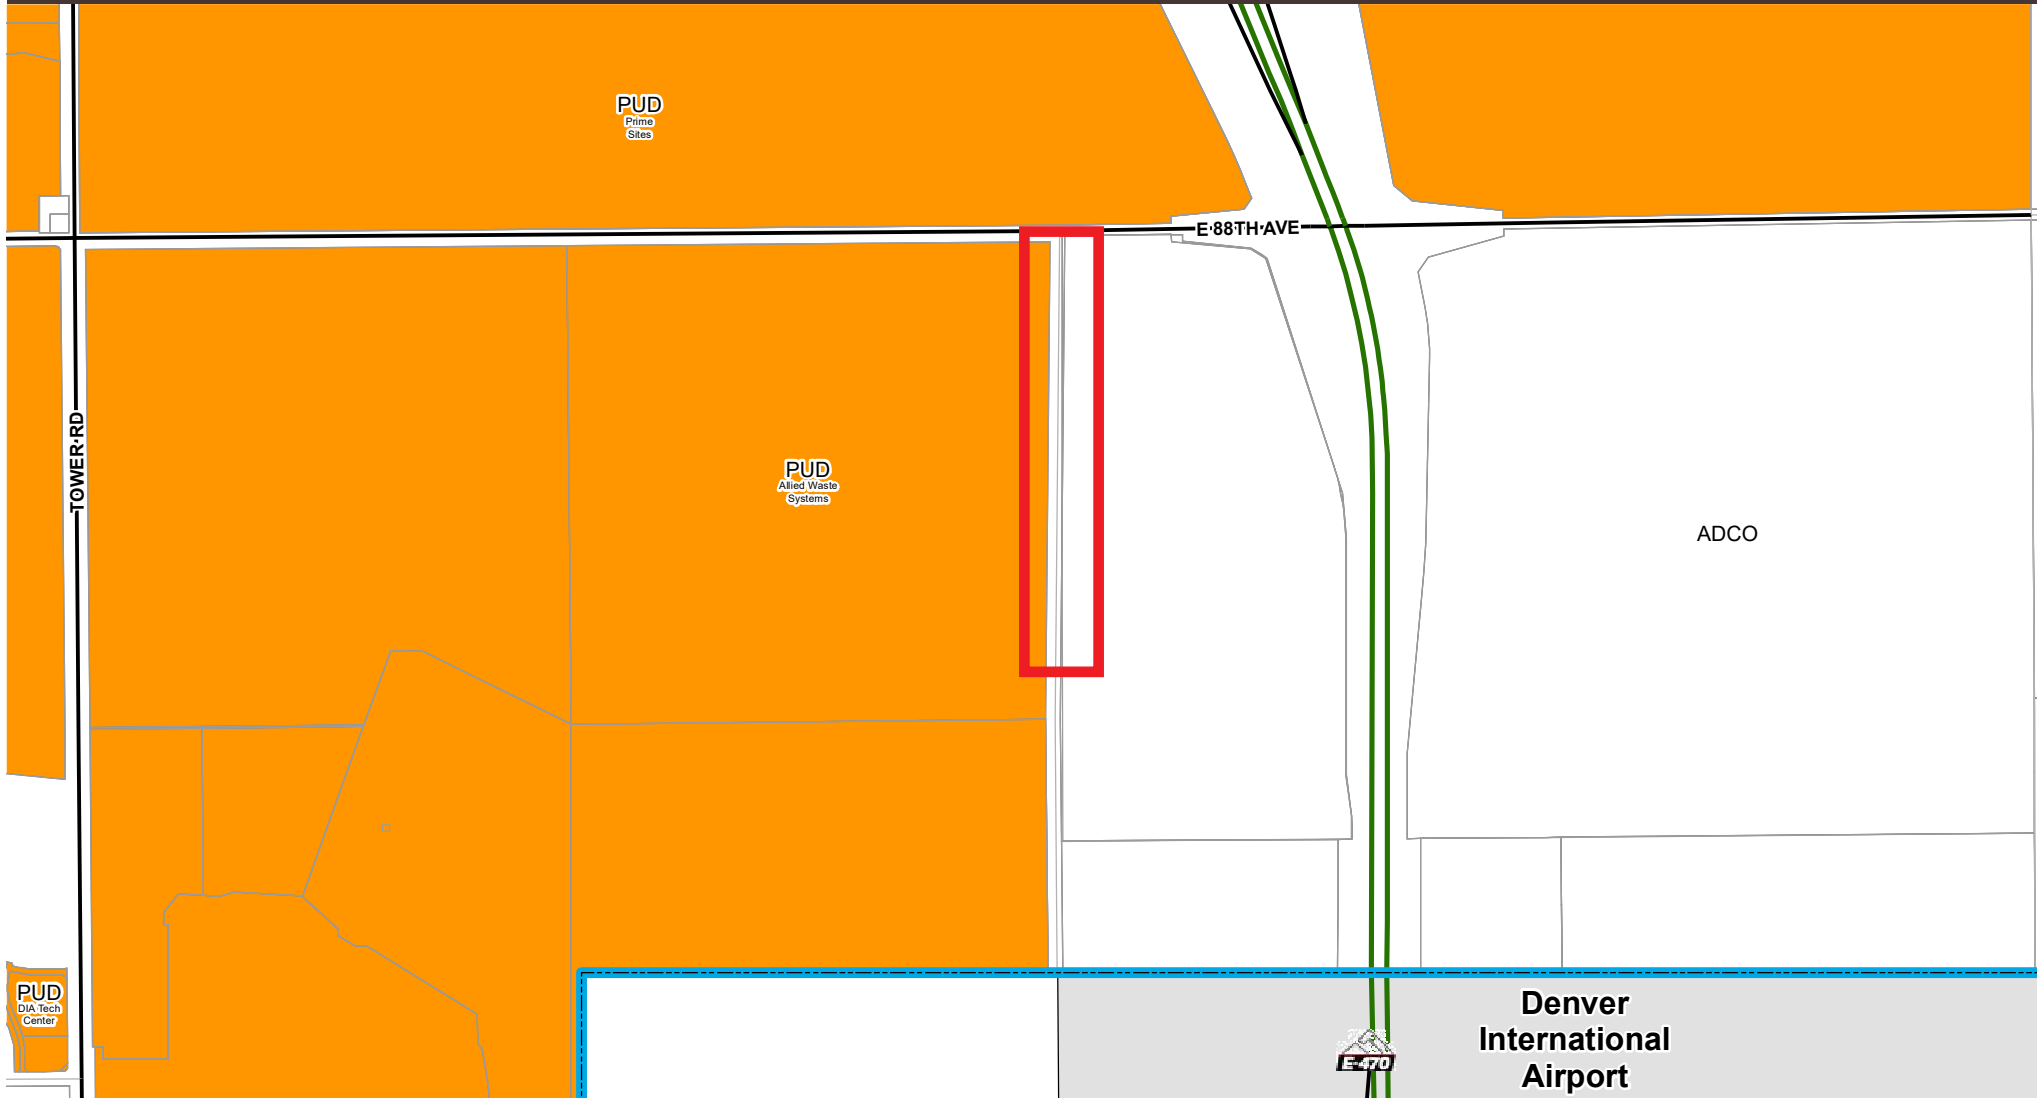 PUD
Prime
Sites
E 88TH AVE
TOWER RD
PUD
Allied Waste
Systems
ADCO
PUD
DIA Tech
Center
Denver
International
Airport
E-470